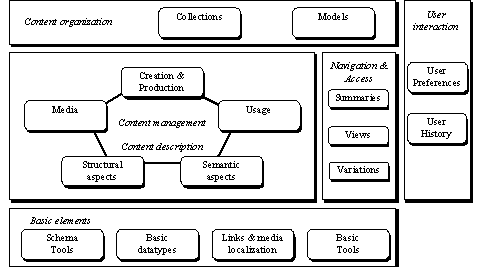 Content organization
Collections
Models
User
interaction
Creation &
Production
Media
Usage
Content management
Content description
Structural
aspects
Semantic
aspects
Navigation &
Access
Summaries
Views
Variations
User
Preferences
User
History
Basic elements
Schema
Tools
Basic
datatypes
Links & media
localization
Basic
Tools